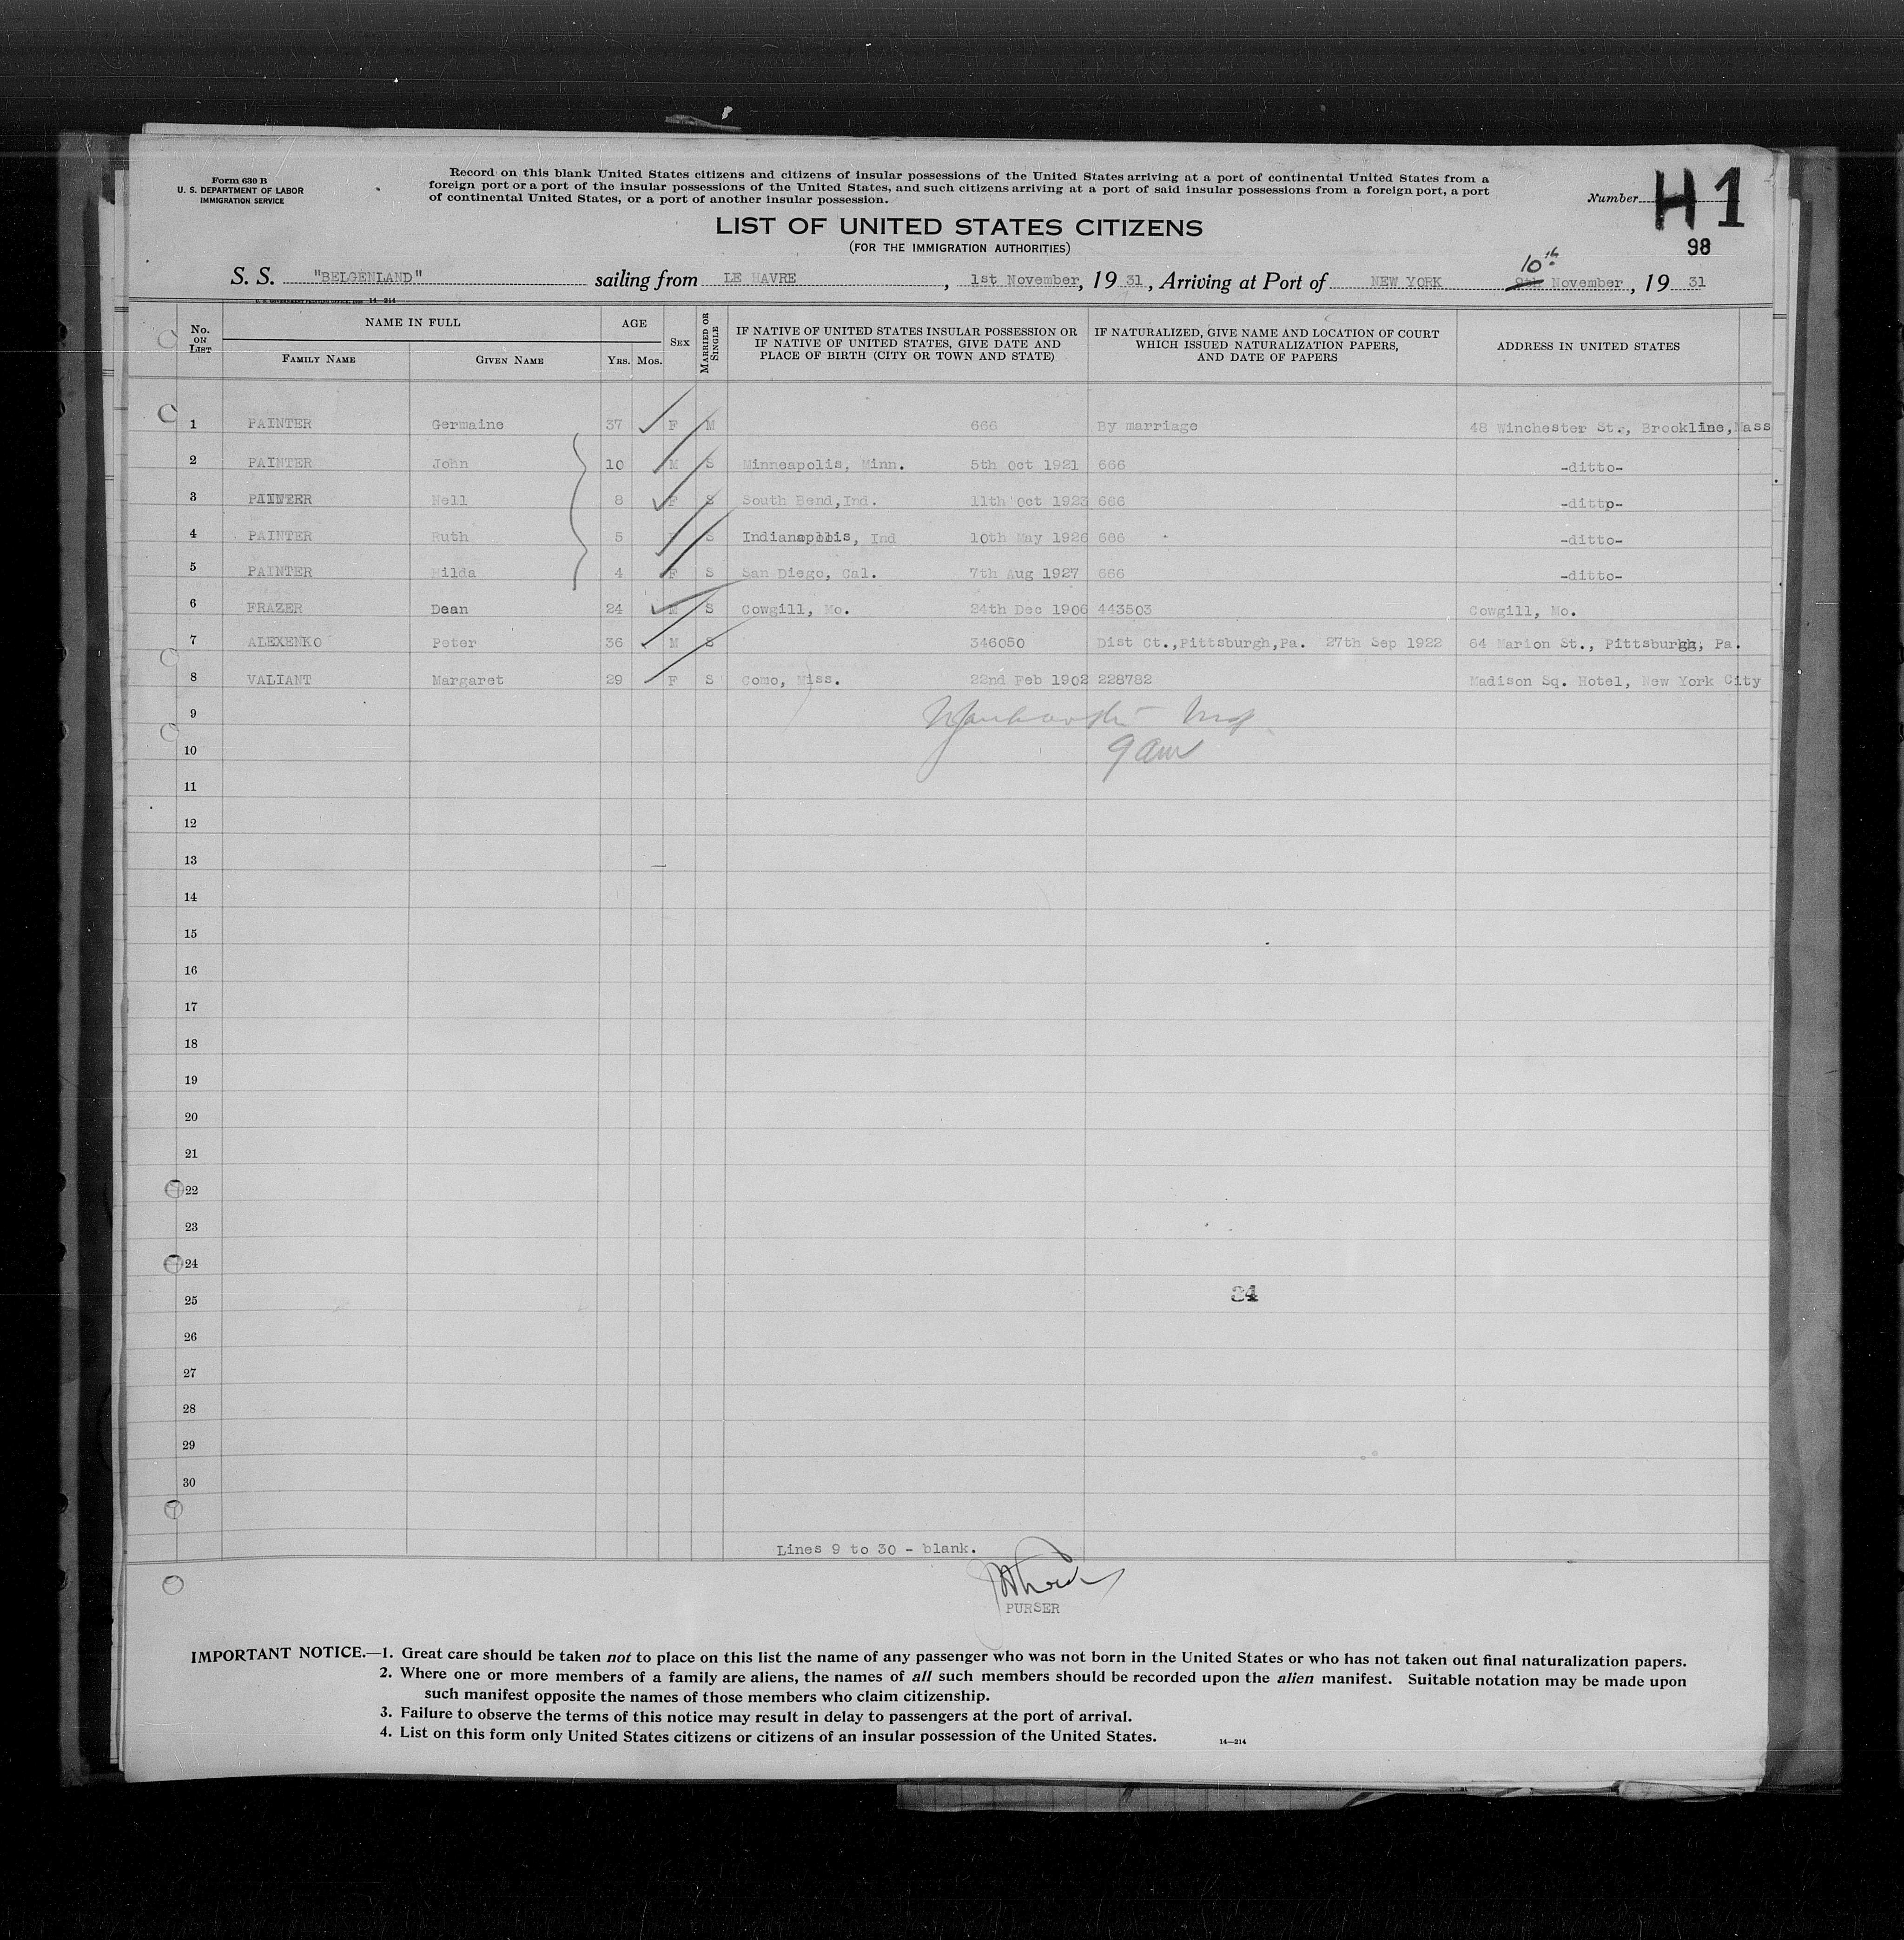 Form 630 B
U. S. DEPARTMENT OF LABOR
IMMIGRATION SERVICE
Record on this blank United States citizens and citizens of insular possessions of the United States arriving at a port of continental United States from a
foreign port or a port of the insular possessions of the United States, and such citizens arriving at a port of said insular possessions from a foreign port, a port
of continental United States, or a port of another insular possession.
Number H1
LIST OF UNITED STATES CITIZENS
(FOR THE IMMIGRATION AUTHORITIES)
98
10th
S. S. "BELGENLAND" sailing from LE HAVRE, 1st November, 19 31, Arriving at Port of NEW YORK 9th November, 19 31
14-214
No. ON LIST
NAME IN FULL
FAMILY NAME GIVEN NAME
AGE
YRS. MOS.
SEX
MARRIED OR SINGLE
IF NATIVE OF UNITED STATES INSULAR POSSESSION OR
IF NATIVE OF UNITED STATES, GIVE DATE AND
PLACE OF BIRTH (CITY OR TOWN AND STATE)
IF NATURALIZED, GIVE NAME AND LOCATION OF COURT
WHICH ISSUED NATURALIZATION PAPERS,
AND DATE OF PAPERS
ADDRESS IN UNITED STATES
1 PAINTER Germaine 37 F M 666 By marriage 48 Winchester St., Brookline, Mass
2 PAINTER John 10 M S Minneapolis, Minn. 5th Oct 1921 666 -ditto-
3 PAINTER Nell 8 F S South Bend, Ind. 11th Oct 1923 666 -ditto-
4 PAINTER Ruth 5 S Indianapolis, Ind 10th May 1926 666 -ditto-
5 PAINTER Hilda 4 F S San Diego, Cal. 7th Aug 1927 666 -ditto-
6 FRAZER Dean 24 M S Cowgill, Mo. 24th Dec 1906 443503 Cowgill, Mo.
7 ALEXENKO Peter 36 M S 346050 Dist Ct., Pittsburgh, Pa. 27th Sep 1922 64 Marion St., Pittsburgh, Pa.
8 VALIANT Margaret 29 F S Como, Miss. 22nd Feb 1902 228782 Madison Sq. Hotel, New York City
9
10 9 am
11
12
13
14
15
16
17
18
19
20
21
22
23
24
25 84
26
27
28
29
30
Lines 9 to 30 - blank.
PURSER
IMPORTANT NOTICE.—1. Great care should be taken not to place on this list the name of any passenger who was not born in the United States or who has not taken out final naturalization papers.
2. Where one or more members of a family are aliens, the names of all such members should be recorded upon the alien manifest. Suitable notation may be made upon
such manifest opposite the names of those members who claim citizenship.
3. Failure to observe the terms of this notice may result in delay to passengers at the port of arrival.
4. List on this form only United States citizens or citizens of an insular possession of the United States.
14—214